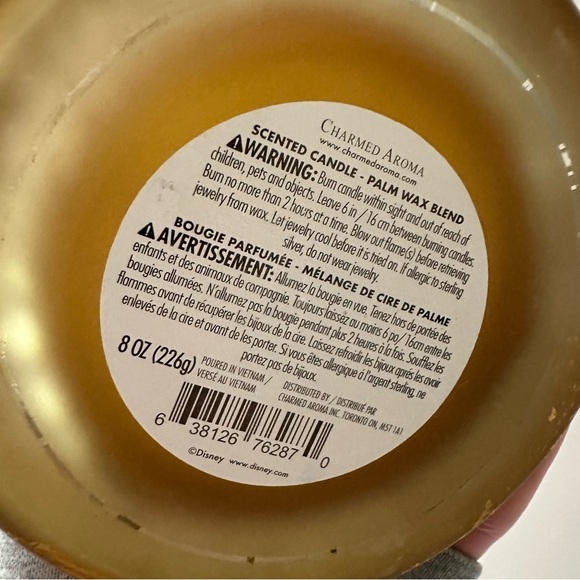 CHARMED AROMA
www.charmedaroma.com
SCENTED CANDLE - PALM WAX BLEND
⚠WARNING: Burn candle within sight and out of reach of
children, pets and objects. Leave 6 in / 16 cm between burning candles.
Burn no more than 2 hours at a time. Blow out flame(s) before retrieving
jewelry from wax. Let jewelry cool before it is tried on. If allergic to sterling
silver, do not wear jewelry.
BOUGIE PARFUMÉE - MÉLANGE DE CIRE DE PALME
⚠AVERTISSEMENT: Allumez la bougie en vue. Tenez hors de portée des
enfants et des animaux de compagnie. Toujours laissez au moins 6 po / 16cm entre les
bougies allumées. N'allumez pas la bougie pendant plus 2 heures à la fois. Soufflez les
flammes avant de récupérer les bijoux de la cire. Laissez refroidir les bijoux après les avoir
enlevés de la cire et avant de les porter. Si vous êtes allergique à l'argent sterling, ne
portez pas de bijoux.
8 OZ (226g)
POURED IN VIETNAM /
VERSÉ AU VIETNAM
DISTRIBUTED BY / DISTRIBUÉ PAR
CHARMED AROMA INC. TORONTO ON, M5T 1A1
6 38126 76287 0
©Disney www.disney.com